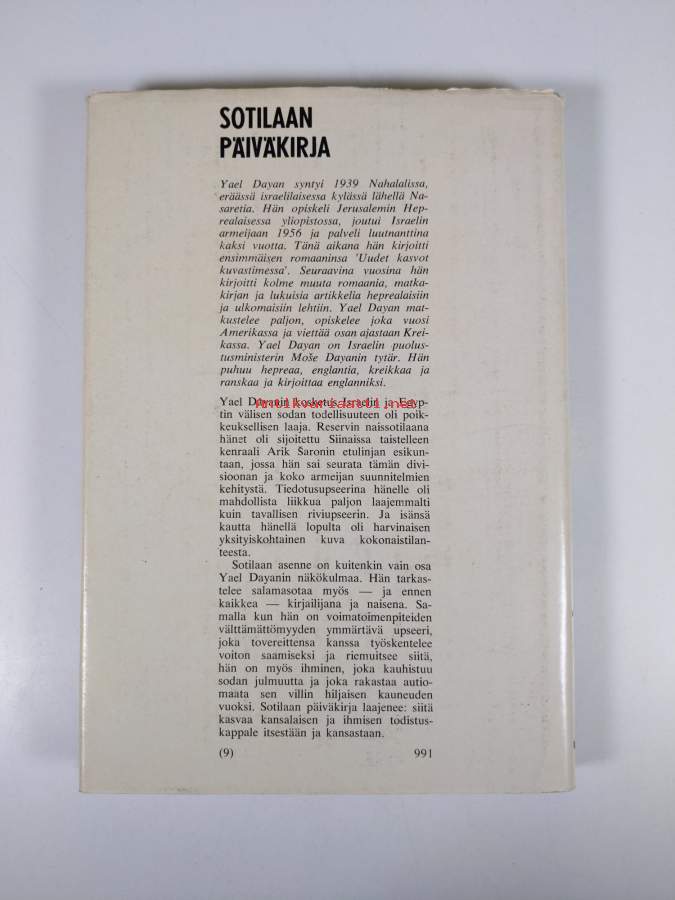 SOTILAAN
PÄIVÄKIRJA
Yael Dayan syntyi 1939 Nahalalissa,
eräässä israelilaisessa kylässä lähellä Na-
saretia. Hän opiskeli Jerusalemin Hep-
realaisessa yliopistossa, joutui Israelin
armeijaan 1956 ja palveli luutnanttina
kaksi vuotta. Tänä aikana hän kirjoitti
ensimmäisen romaaninsa 'Uudet kasvot
kuvastimessa'. Seuraavina vuosina hän
kirjoitti kolme muuta romaania, matka-
kirjan ja lukuisia artikkelia heprealaisiin
ja ulkomaisiin lehtiin. Yael Dayan mat-
kustelee paljon, opiskelee joka vuosi
Amerikassa ja viettää osan ajastaan Krei-
kassa. Yael Dayan on Israelin puolus-
tusministerin Moše Dayanin tytär. Hän
puhuu hepreaa, englantia, kreikkaa ja
ranskaa ja kirjoittaa englanniksi.
Yael Dayanin kosketus Israelin ja Egyp-
Antikvariaatti.net
tin välisen sodan todellisuuteen oli poik-
keuksellisen laaja. Reservin naissotilaana
hänet oli sijoitettu Siinaissa taistelleen
kenraali Arik Šaronin etulinjan esikun-
taan, jossa hän sai seurata tämän divi-
sioonan ja koko armeijan suunnitelmien
kehitystä. Tiedotusupseerina hänelle oli
mahdollista liikkua paljon laajemmalti
kuin tavallisen riviupseerin. Ja isänsä
kautta hänellä lopulta oli harvinaisen
yksityiskohtainen kuva kokonaistilan-
teesta.
Sotilaan asenne on kuitenkin vain osa
Yael Dayanin näkökulmaa. Hän tarkas-
telee salamasotaa myös — ja ennen
kaikkea — kirjailijana ja naisena. Sa-
malla kun hän on voimatoimenpiteiden
välttämättömyyden ymmärtävä upseeri,
joka tovereittensa kanssa työskentelee
voiton saamiseksi ja riemuitsee siitä,
hän on myös ihminen, joka kauhistuu
sodan julmuutta ja joka rakastaa autio-
maata sen villin hiljaisen kauneuden
vuoksi. Sotilaan päiväkirja laajenee: siitä
kasvaa kansalaisen ja ihmisen todistus-
kappale itsestään ja kansastaan.
(9) 991